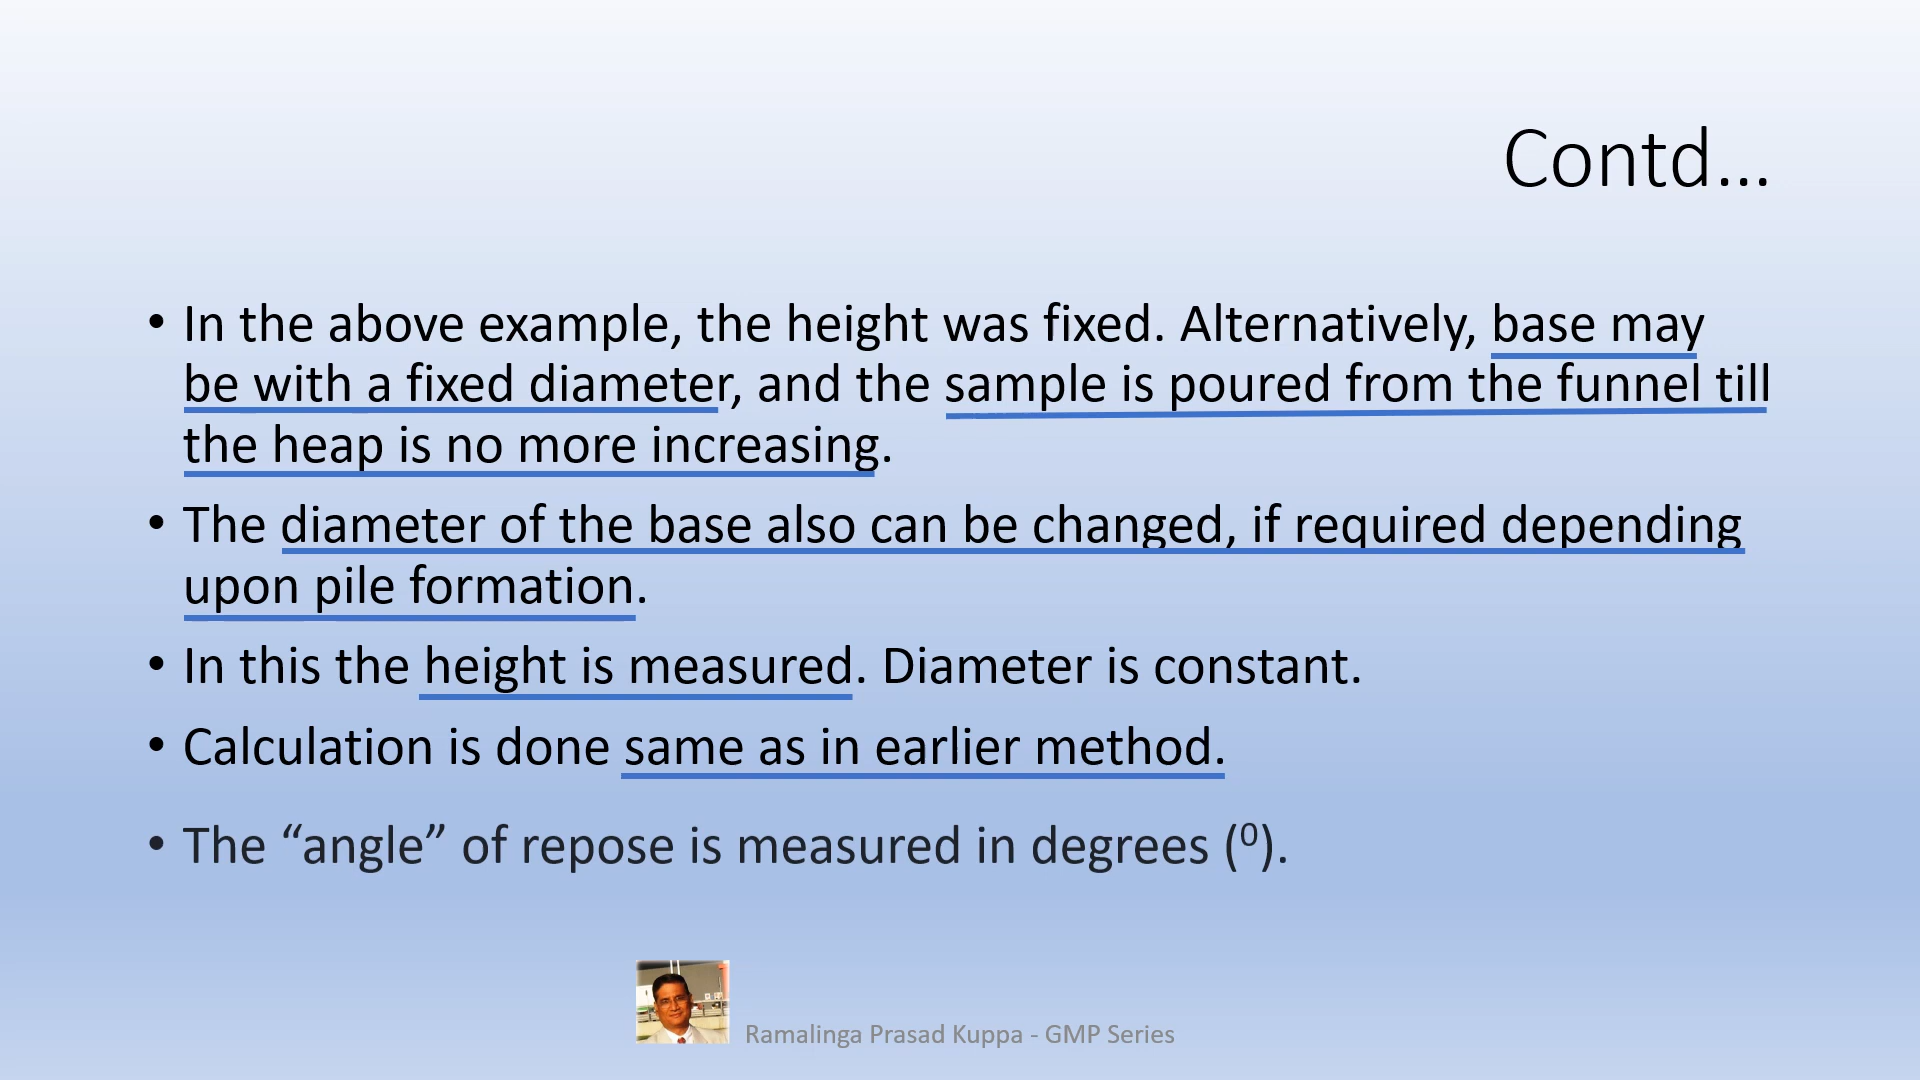 Contd...
• In the above example, the height was fixed. Alternatively, base may
be with a fixed diameter, and the sample is poured from the funnel till
the heap is no more increasing.
• The diameter of the base also can be changed, if required depending
upon pile formation.
• In this the height is measured. Diameter is constant.
• Calculation is done same as in earlier method.
• The “angle” of repose is measured in degrees (⁰).
Ramalinga Prasad Kuppa - GMP Series